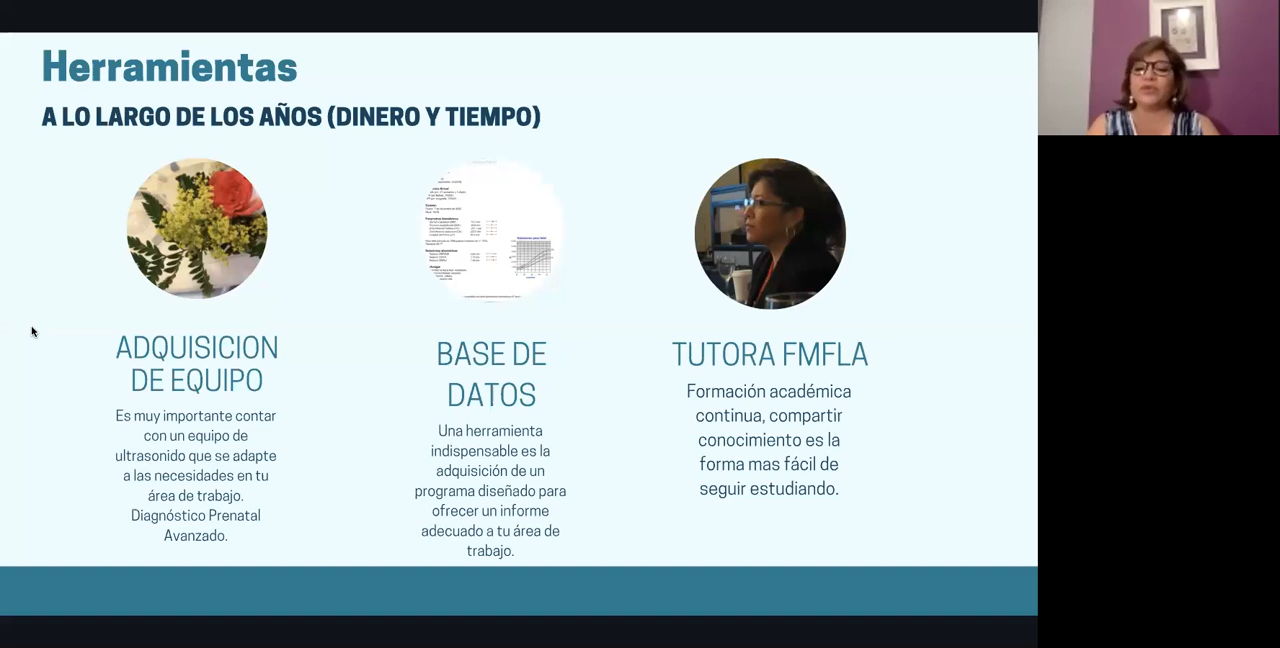 Herramientas
A LO LARGO DE LOS AÑOS (DINERO Y TIEMPO)
ADQUISICION
DE EQUIPO
Es muy importante contar
con un equipo de
ultrasonido que se adapte
a las necesidades en tu
área de trabajo.
Diagnóstico Prenatal
Avanzado.
BASE DE
DATOS
Una herramienta
indispensable es la
adquisición de un
programa diseñado para
ofrecer un informe
adecuado a tu área de
trabajo.
TUTORA FMFLA
Formación académica
continua, compartir
conocimiento es la
forma mas fácil de
seguir estudiando.